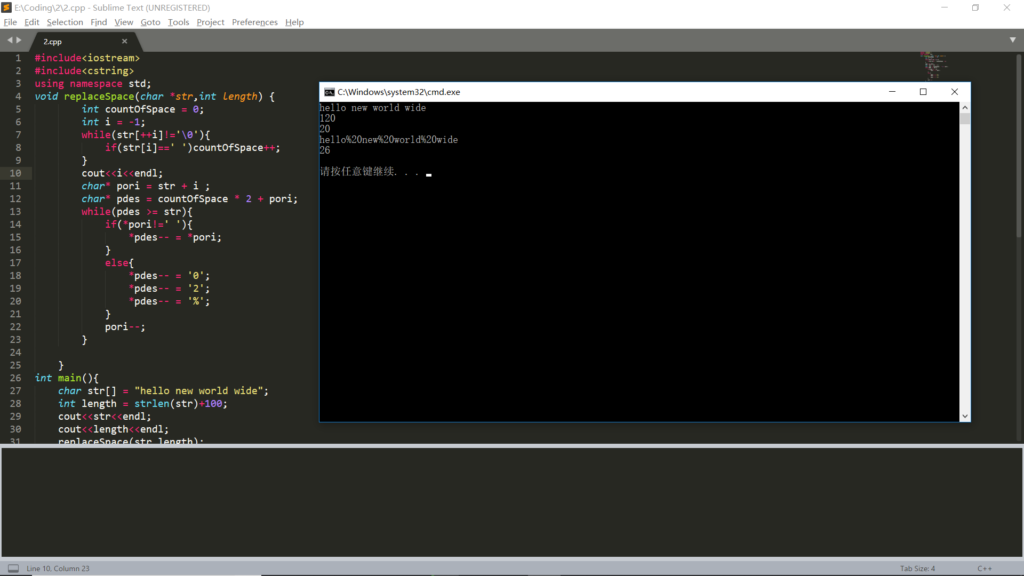 E:\Coding\2\2.cpp - Sublime Text (UNREGISTERED)
File Edit Selection Find View Goto Tools Project Preferences Help
2.cpp
1 #include<iostream>
2 #include<cstring>
3 using namespace std;
4 void replaceSpace(char *str,int length) {
5 int countOfSpace = 0;
6 int i = -1;
7 while(str[++i]!='\0'){
8 if(str[i]==' ')countOfSpace++;
9 }
10 cout<<i<<endl;
11 char* pori = str + i ;
12 char* pdes = countOfSpace * 2 + pori;
13 while(pdes >= str){
14 if(*pori!=' '){
15 *pdes-- = *pori;
16 }
17 else{
18 *pdes-- = '0';
19 *pdes-- = '2';
20 *pdes-- = '%';
21 }
22 pori--;
23 }
24
25 }
26 int main(){
27 char str[] = "hello new world wide";
28 int length = strlen(str)+100;
29 cout<<str<<endl;
30 cout<<length<<endl;
31 replaceSpace(str,length);
C:\Windows\system32\cmd.exe
hello new world wide
120
20
hello%20new%20world%20wide
26
请按任意键继续. . .
Line 10, Column 23
Tab Size: 4
C++